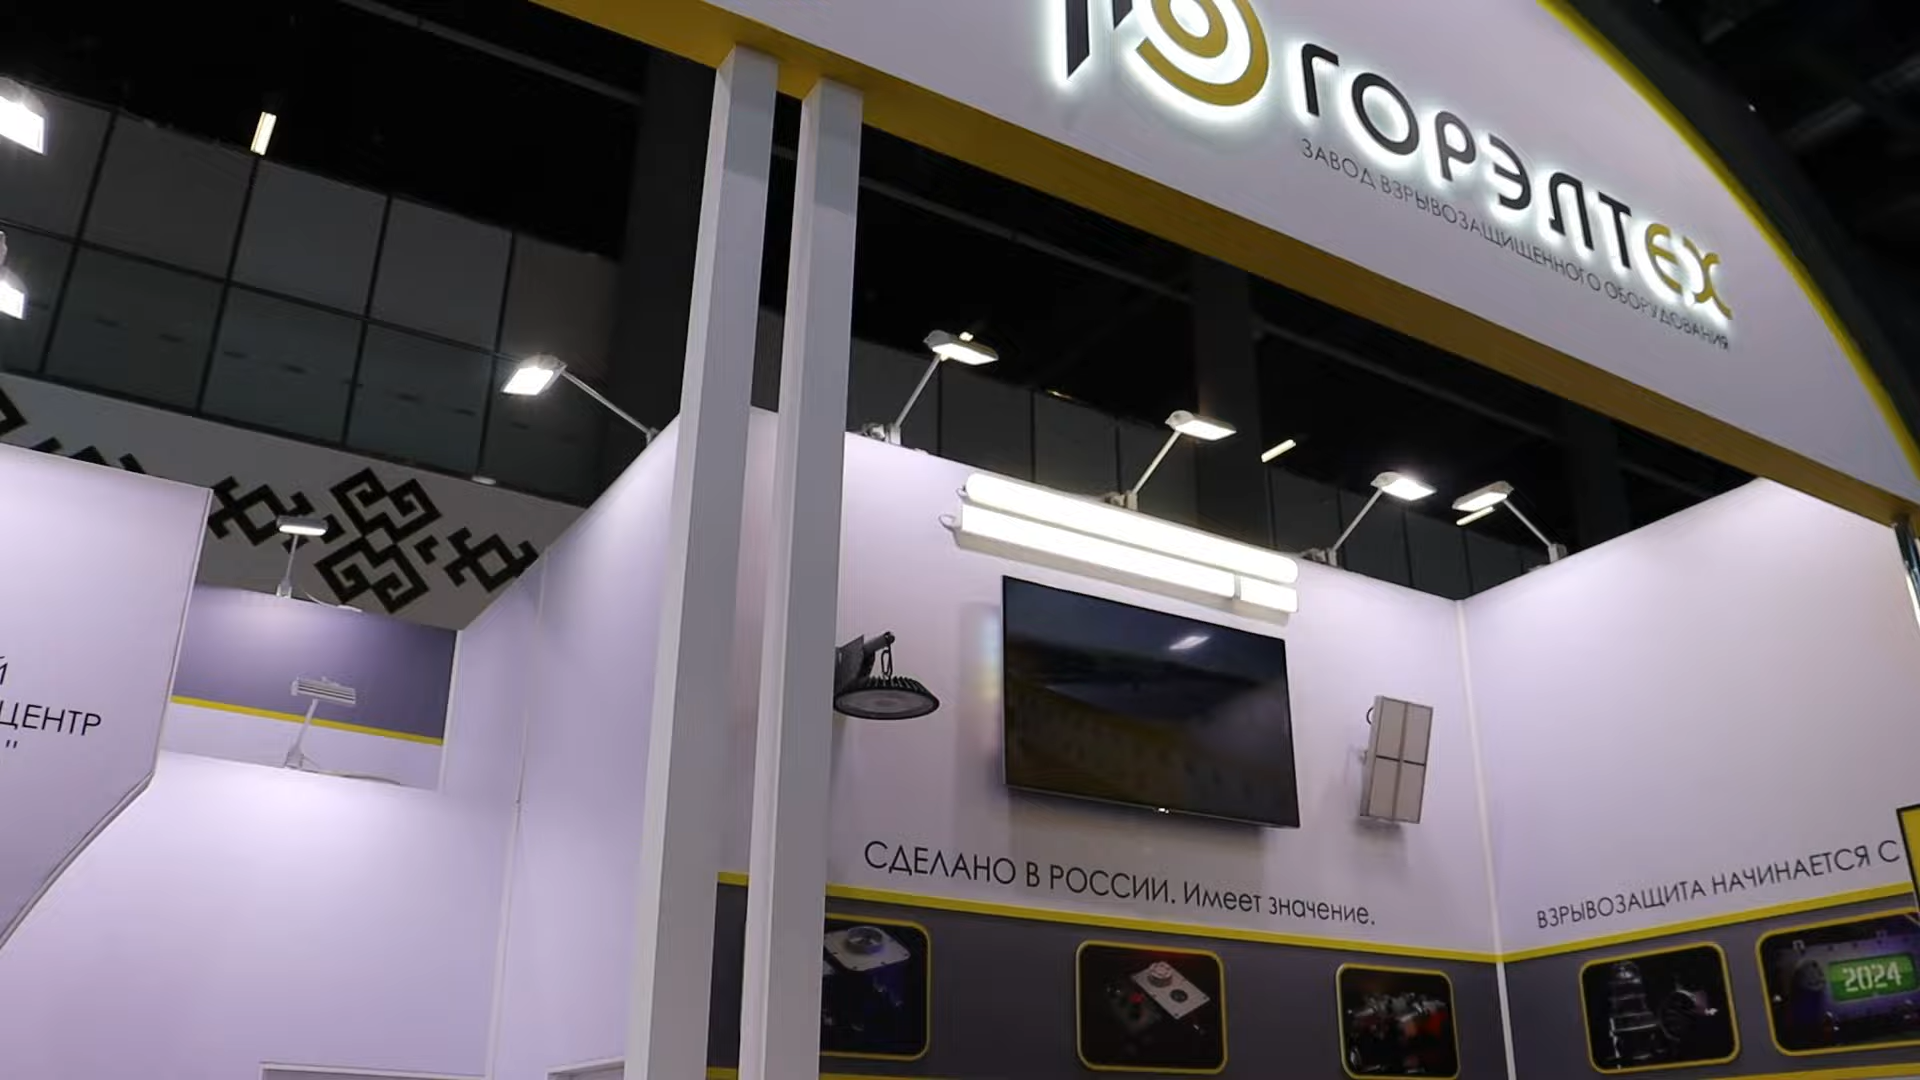 ГОРЭЛТЕХ
ЗАВОД ВЗРЫВОЗАЩИЩЕННОГО ОБОРУДОВАНИЯ
Й
ЦЕНТР
"
СДЕЛАНО В РОССИИ. Имеет значение.
ВЗРЫВОЗАЩИТА НАЧИНАЕТСЯ С
2024